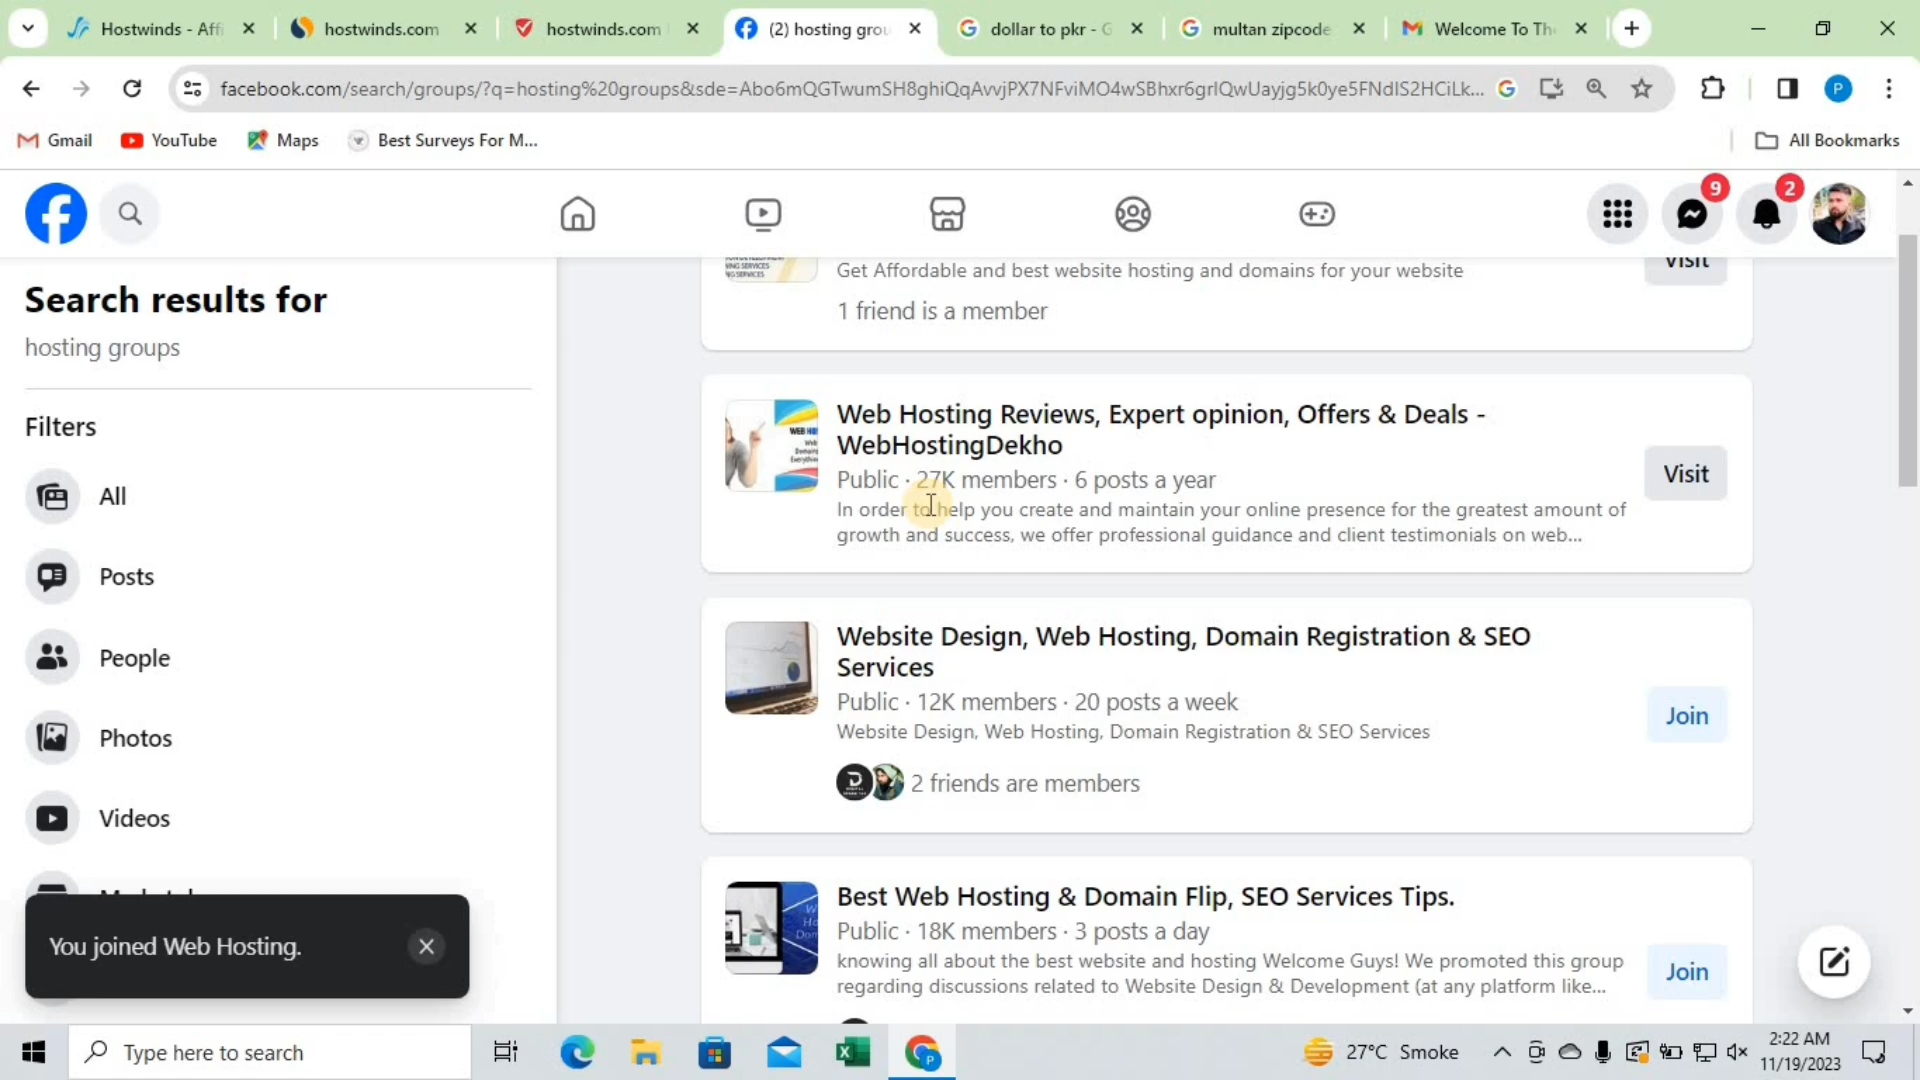 Hostwinds - Aff
hostwinds.com
hostwinds.com
(2) hosting grou
dollar to pkr - G
multan zipcode
Welcome To Th
facebook.com/search/groups/?q=hosting%20groups&sde=Abo6mQGTwumSH8ghiQqAvvjPX7NFviMO4wSBhxr6grIQwUayjg5k0ye5FNdIS2HCiLk...
P
Gmail
YouTube
Maps
Best Surveys For M...
All Bookmarks
9
2
Search results for
hosting groups
Filters
All
Posts
People
Photos
Videos
You joined Web Hosting.
NG SERVICES
Get Affordable and best website hosting and domains for your website
Visit
1 friend is a member
Web Hosting Reviews, Expert opinion, Offers & Deals -
WebHostingDekho
Public · 27K members · 6 posts a year
In order to help you create and maintain your online presence for the greatest amount of
growth and success, we offer professional guidance and client testimonials on web...
Visit
Website Design, Web Hosting, Domain Registration & SEO
Services
Public · 12K members · 20 posts a week
Website Design, Web Hosting, Domain Registration & SEO Services
2 friends are members
Join
Best Web Hosting & Domain Flip, SEO Services Tips.
Public · 18K members · 3 posts a day
knowing all about the best website and hosting Welcome Guys! We promoted this group
regarding discussions related to Website Design & Development (at any platform like...
Join
Type here to search
27°C Smoke
2:22 AM
11/19/2023